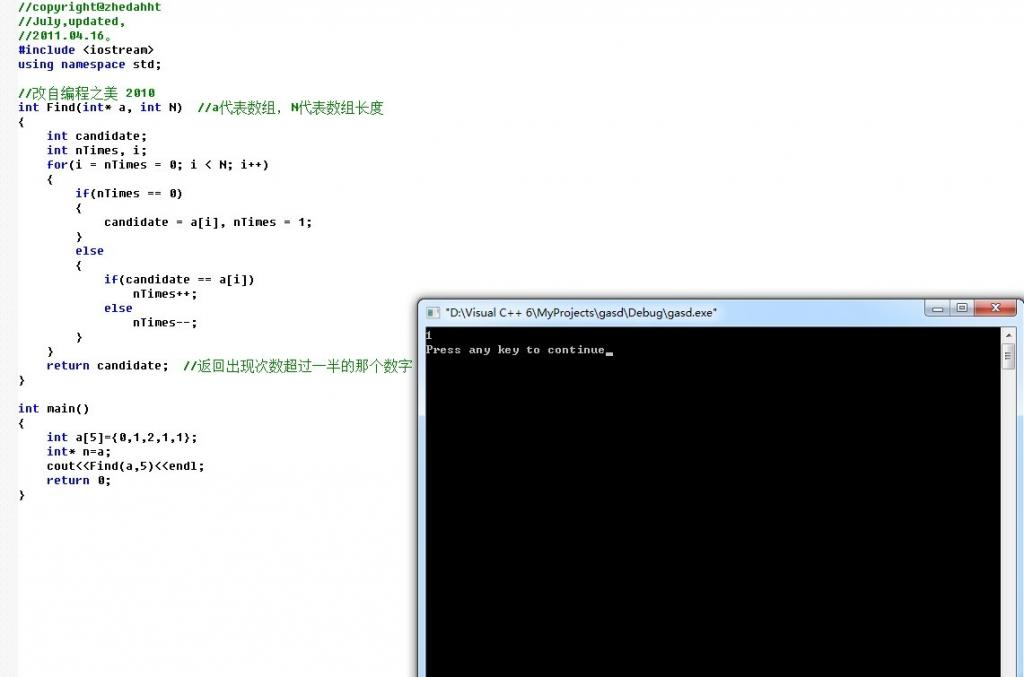 //copyright@zhedahht
//July,updated,
//2011.04.16。
#include <iostream>
using namespace std;
//改自编程之美 2010
int Find(int* a, int N)  //a代表数组，N代表数组长度
{
    int candidate;
    int nTimes, i;
    for(i = nTimes = 0; i < N; i++)
    {
        if(nTimes == 0)
        {
            candidate = a[i], nTimes = 1;
        }
        else
        {
            if(candidate == a[i])
                nTimes++;
            else
                nTimes--;
        }
    }
    return candidate;  //返回出现次数超过一半的那个数字
}
int main()
{
    int a[5]={0,1,2,1,1};
    int* n=a;
    cout<<Find(a,5)<<endl;
    return 0;
}
"D:\Visual C++ 6\MyProjects\gasd\Debug\gasd.exe"
1
Press any key to continue_